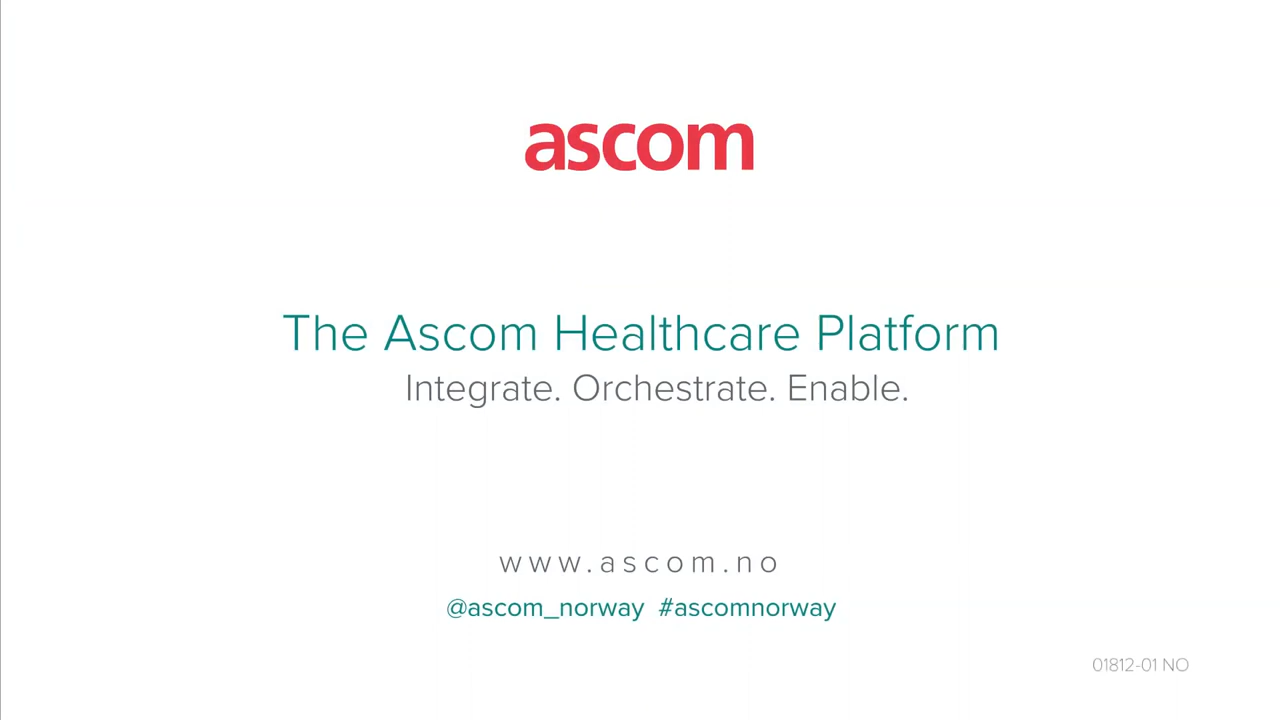 ascom
The Ascom Healthcare Platform
Integrate. Orchestrate. Enable.
www.ascom.no
@ascom_norway #ascomnorway
01812-01 NO